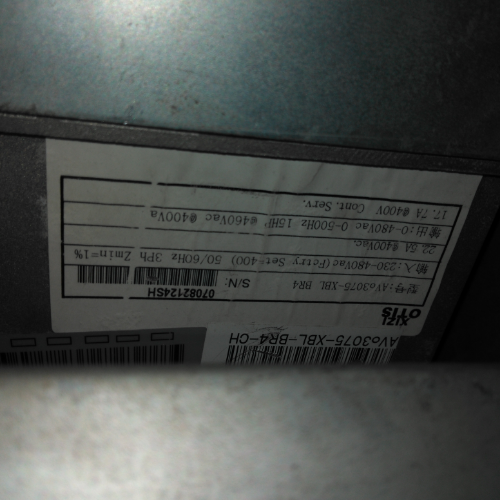 XIZI
OTIS
型号:AVo3075-XBL BR4 S/N: 07082124SH
输入:230-480Vac(Fctry Set=400) 50/60Hz 3Ph Zmin=1%
22.5A @400Vac.
输出:0-480Vac 0-500Hz 15HP @460Vac @400Va
17.7A @400V Cont. Serv.
AVo3075-XBL-BR4-CH